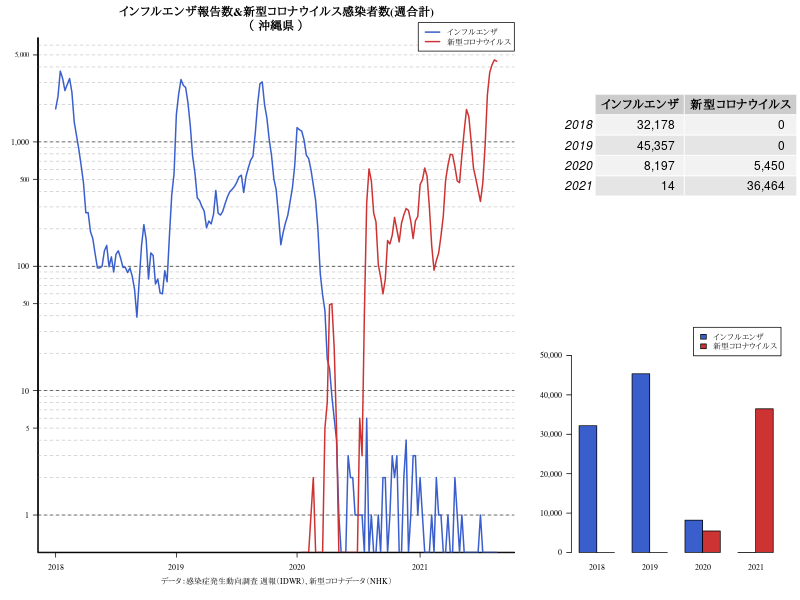 インフルエンザ報告数&新型コロナウイルス感染者数(週合計)
（ 沖縄県 ）
インフルエンザ
新型コロナウイルス
5,000
1,000
500
100
50
10
5
1
2018 2019 2020 2021
データ：感染症発生動向調査 週報（IDWR）、新型コロナデータ（NHK）
インフルエンザ 新型コロナウイルス
2018 32,178 0
2019 45,357 0
2020 8,197 5,450
2021 14 36,464
インフルエンザ
新型コロナウイルス
50,000
40,000
30,000
20,000
10,000
0
2018 2019 2020 2021